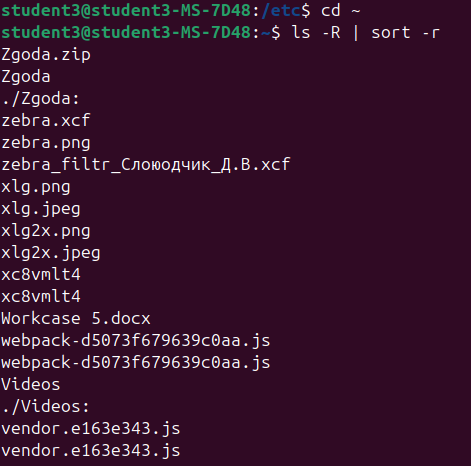 student3@student3-MS-7D48:/etc$ cd ~
student3@student3-MS-7D48:~$ ls -R | sort -r
Zgoda.zip
Zgoda
./Zgoda:
zebra.xcf
zebra.png
zebra_filtr_Слоюодчик_Д.В.xcf
xlg.png
xlg.jpeg
xlg2x.png
xlg2x.jpeg
xc8vmlt4
xc8vmlt4
Workcase 5.docx
webpack-d5073f679639c0aa.js
webpack-d5073f679639c0aa.js
Videos
./Videos:
vendor.e163e343.js
vendor.e163e343.js